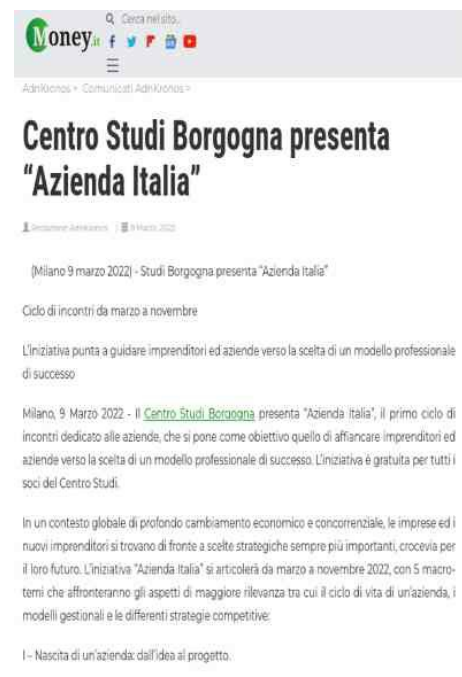 Cerca nel sito...
Money.it
AdnKronos > Comunicati AdnKronos >
Centro Studi Borgogna presenta
“Azienda Italia”
Redazione AdnKronos | 9 Marzo, 2022
(Milano 9 marzo 2022) - Studi Borgogna presenta “Azienda Italia”
Ciclo di incontri da marzo a novembre
L’iniziativa punta a guidare imprenditori ed aziende verso la scelta di un modello professionale
di successo
Milano, 9 Marzo 2022 - Il Centro Studi Borgogna presenta “Azienda Italia”, il primo ciclo di
incontri dedicato alle aziende, che si pone come obiettivo quello di affiancare imprenditori ed
aziende verso la scelta di un modello professionale di successo. L’iniziativa è gratuita per tutti i
soci del Centro Studi.
In un contesto globale di profondo cambiamento economico e concorrenziale, le imprese ed i
nuovi imprenditori si trovano di fronte a scelte strategiche sempre più importanti, crocevia per
il loro futuro. L’iniziativa “Azienda Italia” si articolerà da marzo a novembre 2022, con 5 macro-
temi che affronteranno gli aspetti di maggiore rilevanza tra cui il ciclo di vita di un’azienda, i
modelli gestionali e le differenti strategie competitive:
I – Nascita di un’azienda: dall’idea al progetto.